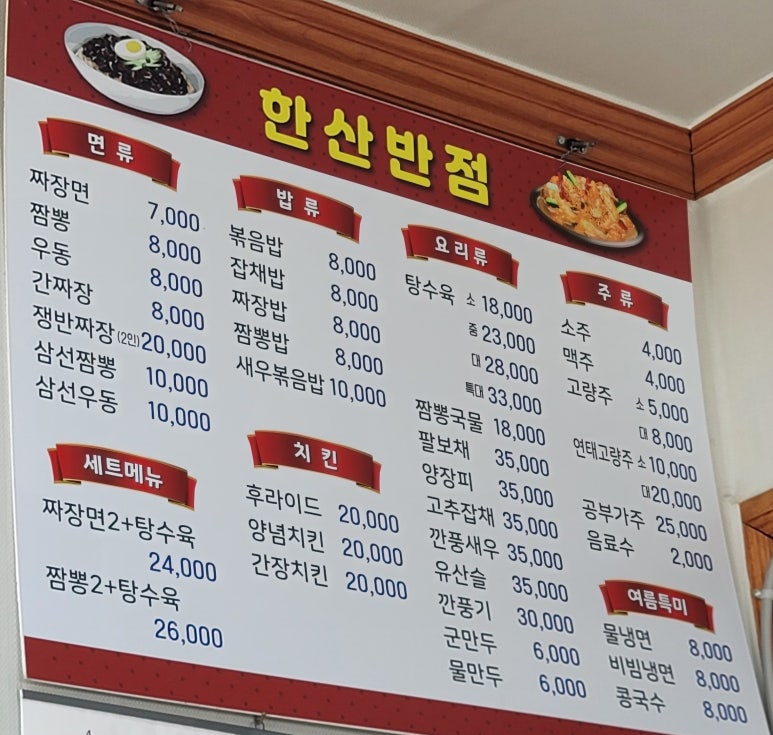 한산반점
면류
짜장면 7,000
짬뽕 8,000
우동 8,000
간짜장 8,000
쟁반짜장(2인) 20,000
삼선짬뽕 10,000
삼선우동 10,000
세트메뉴
짜장면2+탕수육
24,000
짬뽕2+탕수육
26,000
밥류
볶음밥 8,000
잡채밥 8,000
짜장밥 8,000
짬뽕밥 8,000
새우볶음밥 10,000
치킨
후라이드 20,000
양념치킨 20,000
간장치킨 20,000
요리류
탕수육 소 18,000
중 23,000
대 28,000
특대 33,000
짬뽕국물 18,000
팔보채 35,000
양장피 35,000
고추잡채 35,000
깐풍새우 35,000
유산슬 35,000
깐풍기 30,000
군만두 6,000
물만두 6,000
주류
소주 4,000
맥주 4,000
고량주 소 5,000
대 8,000
연태고량주 소 10,000
대 20,000
공부가주 25,000
음료수 2,000
여름특미
물냉면 8,000
비빔냉면 8,000
콩국수 8,000